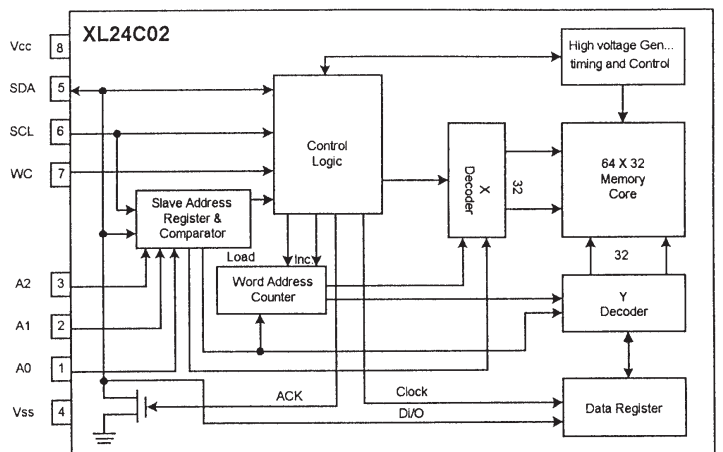 XL24C02
Vcc 8
SDA 5
SCL 6
WC 7
A2 3
A1 2
A0 1
Vss 4
High voltage Gen...
timing and Control
Control
Logic
X
Decoder
32
64 X 32
Memory
Core
Slave Address
Register &
Comparator
Load
Inc.
Word Address
Counter
32
Y
Decoder
ACK
Clock
Di/O
Data Register